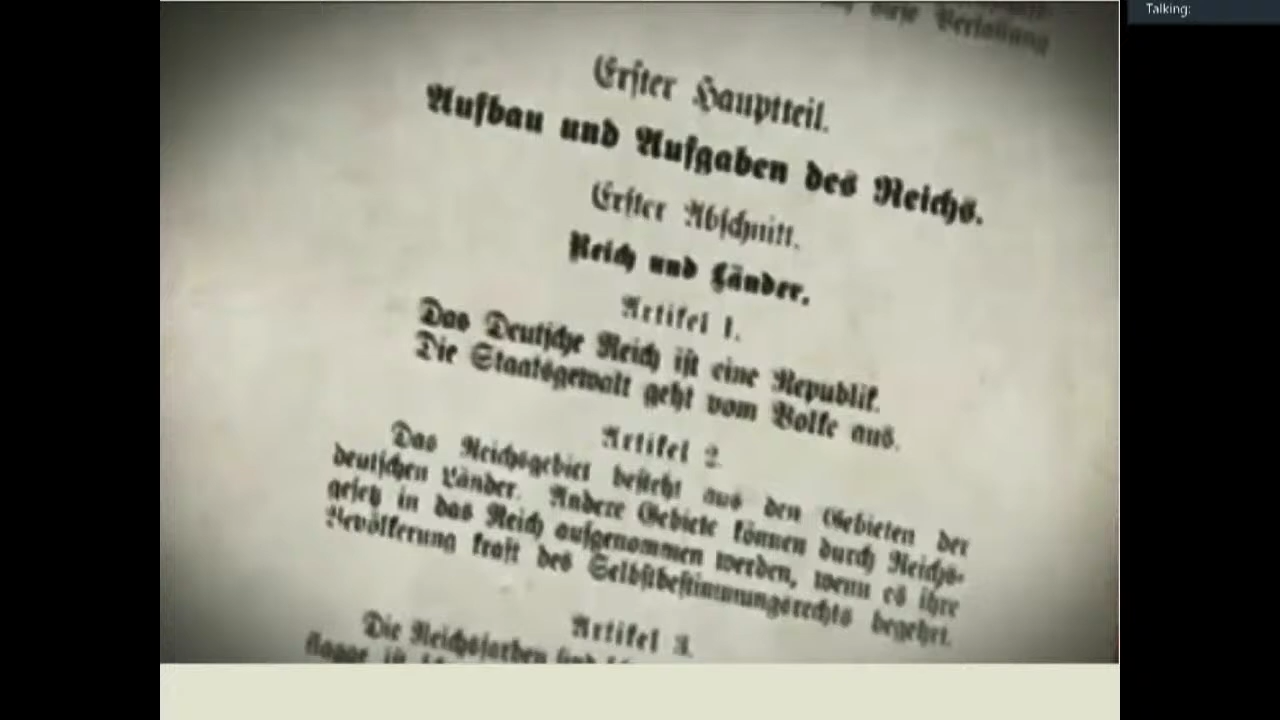 Talking:
diese Verfassung
Erster Hauptteil.
Aufbau und Aufgaben des Reichs.
Erster Abschnitt.
Reich und Länder.
Artikel 1.
Das Deutsche Reich ist eine Republik.
Die Staatsgewalt geht vom Volke aus.
Artikel 2.
Das Reichsgebiet besteht aus den Gebieten der
deutschen Länder. Andere Gebiete können durch Reichs-
gesetz in das Reich aufgenommen werden, wenn es ihre
Bevölkerung kraft des Selbstbestimmungsrechts begehrt.
Artikel 3.
Die Reichsfarben sind